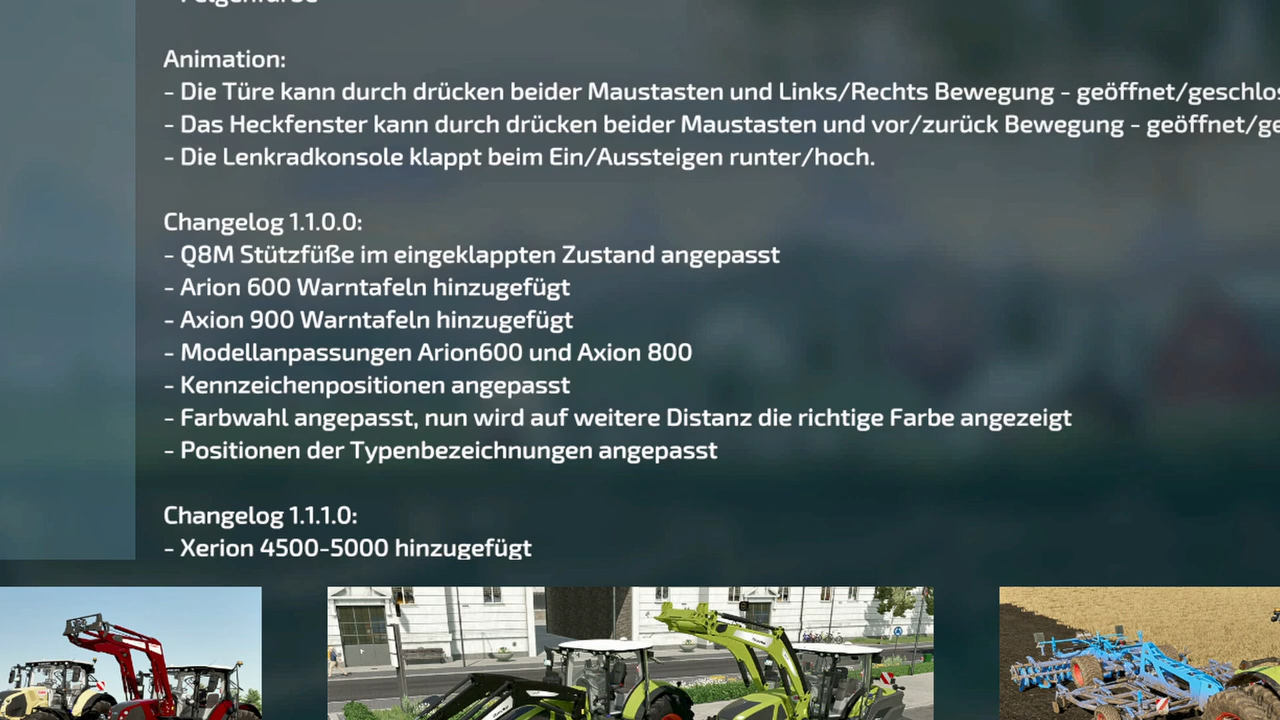 Animation:
- Die Türe kann durch drücken beider Maustasten und Links/Rechts Bewegung - geöffnet/geschlos
- Das Heckfenster kann durch drücken beider Maustasten und vor/zurück Bewegung - geöffnet/ge
- Die Lenkradkonsole klappt beim Ein/Aussteigen runter/hoch.
Changelog 1.1.0.0:
- Q8M Stützfüße im eingeklappten Zustand angepasst
- Arion 600 Warntafeln hinzugefügt
- Axion 900 Warntafeln hinzugefügt
- Modellanpassungen Arion600 und Axion 800
- Kennzeichenpositionen angepasst
- Farbwahl angepasst, nun wird auf weitere Distanz die richtige Farbe angezeigt
- Positionen der Typenbezeichnungen angepasst
Changelog 1.1.1.0:
- Xerion 4500-5000 hinzugefügt